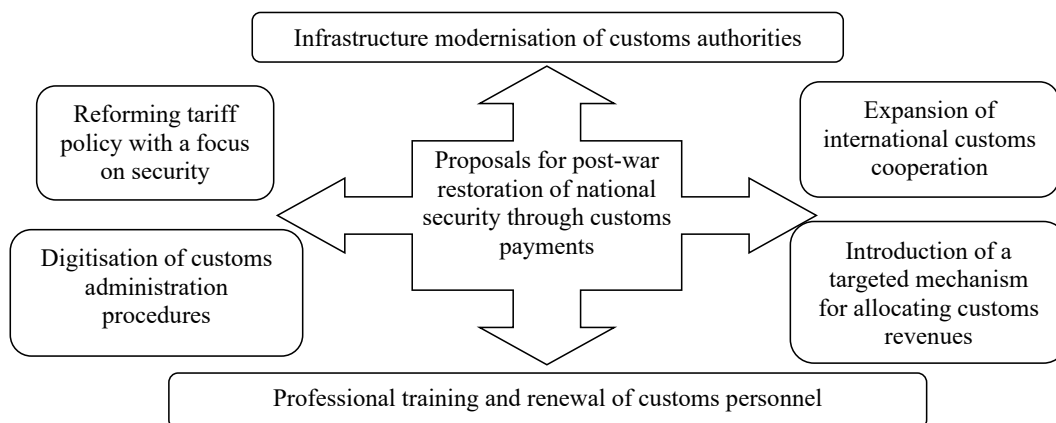 Infrastructure modernisation of customs authorities
Reforming tariff
policy with a focus
on security
Expansion of
international customs
cooperation
Proposals for post-war
restoration of national
security through customs
payments
Digitisation of customs
administration
procedures
Introduction of a
targeted mechanism
for allocating customs
revenues
Professional training and renewal of customs personnel